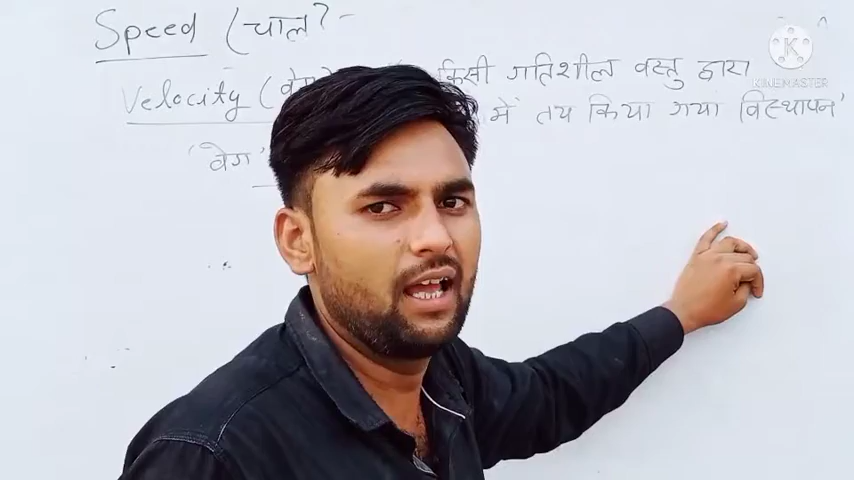 Speed (चाल) -
Velocity ( किसी गतिशील वस्तु द्वारा
में तय किया गया विस्थापन'
'वेग'
K
KINEMASTER